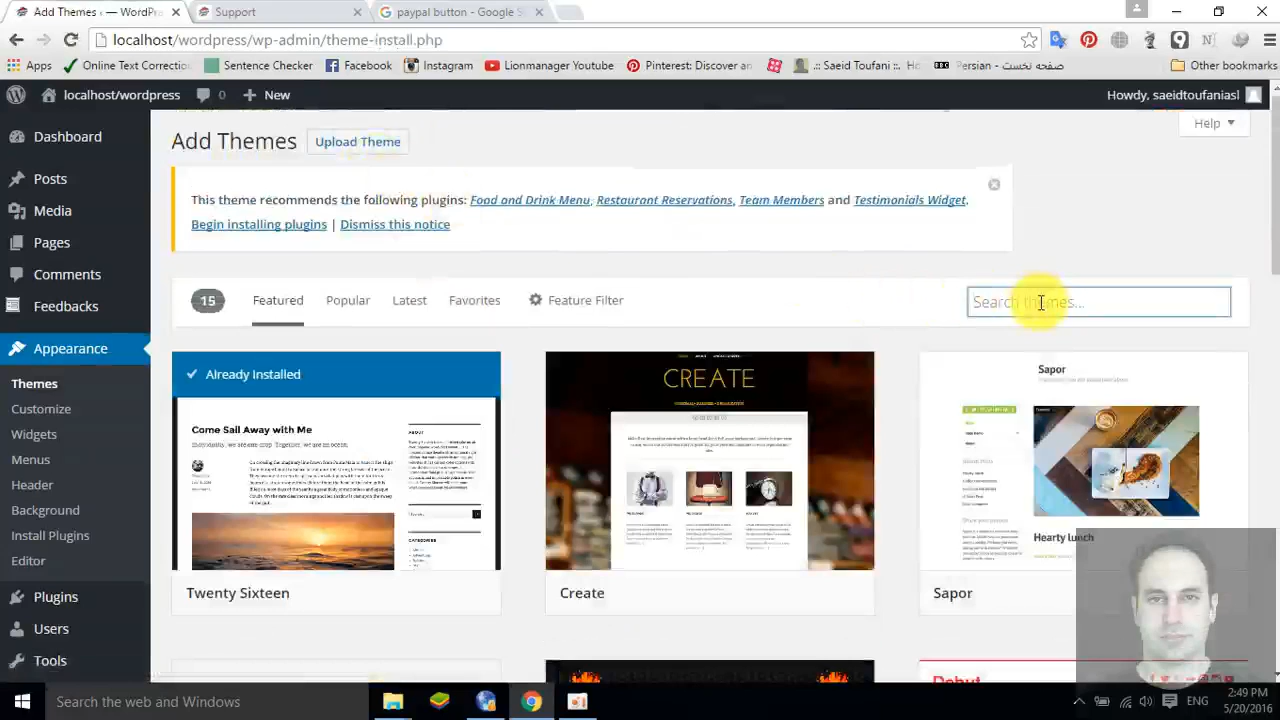 Add Themes ‹ — WordPr
Support
paypal button - Google S
localhost/wordpress/wp-admin/theme-install.php
Apps
Online Text Correction
Sentence Checker
Facebook
Instagram
Lionmanager Youtube
Pinterest: Discover an
.:: Saeid Toufani ::. Ho
BBC Persian - صفحه نخست
Other bookmarks
localhost/wordpress
0
New
Howdy, saeidtoufaniasl
Dashboard
Posts
Media
Pages
Comments
Feedbacks
Appearance
Themes
Customize
Widgets
Menus
Header
Background
Install Plugins
Editor
Plugins
Users
Tools
Add Themes
Upload Theme
Help
This theme recommends the following plugins: Food and Drink Menu, Restaurant Reservations, Team Members and Testimonials Widget.
Begin installing plugins | Dismiss this notice
15
Featured
Popular
Latest
Favorites
Feature Filter
Search themes...
Already Installed
Come Sail Away with Me
ABOUT
CATEGORIES
Twenty Sixteen
CREATE
Create
Sapor
Hearty lunch
Sapor
Debut
Search the web and Windows
ENG
2:49 PM
5/20/2016